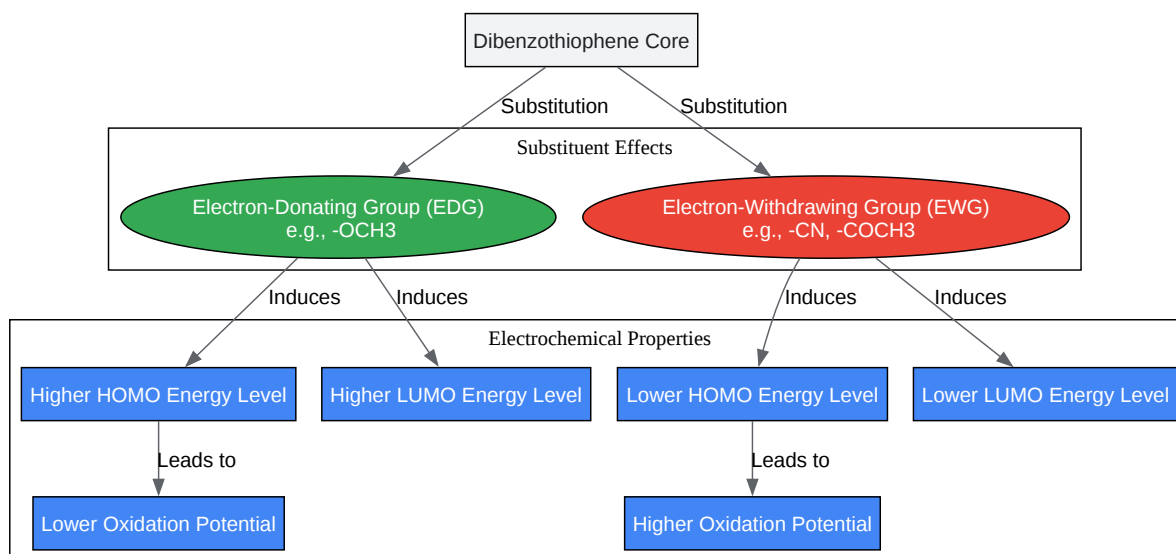 Dibenzothiophene Core
Substitution
Substitution
Substituent Effects
Electron-Donating Group (EDG)
e.g., -OCH3
Electron-Withdrawing Group (EWG)
e.g., -CN, -COCH3
Induces
Induces
Induces
Induces
Electrochemical Properties
Higher HOMO Energy Level
Higher LUMO Energy Level
Lower HOMO Energy Level
Lower LUMO Energy Level
Leads to
Leads to
Lower Oxidation Potential
Higher Oxidation Potential